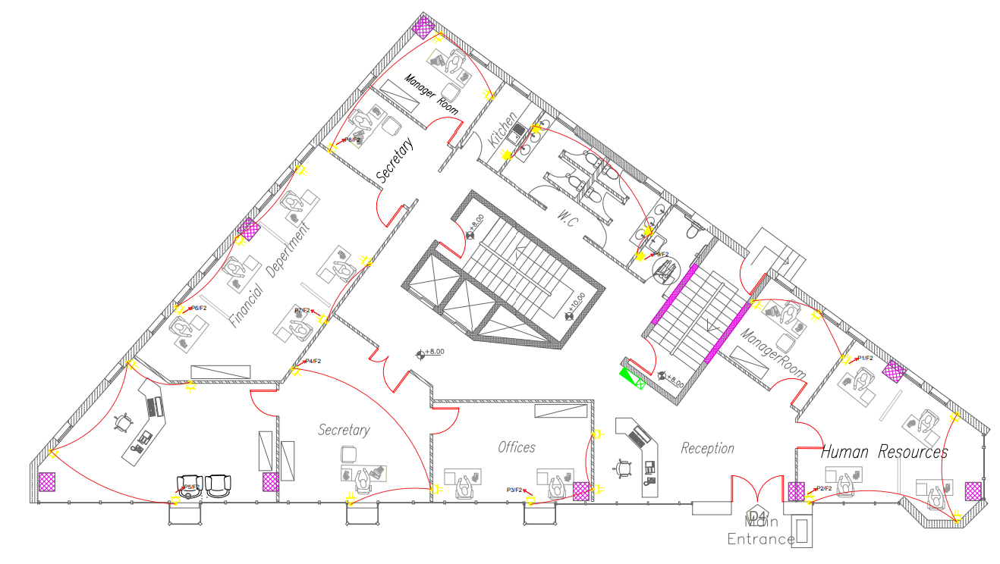 Manager Room
Kitchen
P8/F2
Secretary
W.C
+8.00
P9/F2
Financial Depertment
+10.00
P6/F2
P7/F2
ManagerRoom
+8.00
P4/F2
P1/F2
+8.00
Secretary
Offices
Reception
Human Resources
P5/F2
P3/F2
P2/F2
D4
Main
Entrance